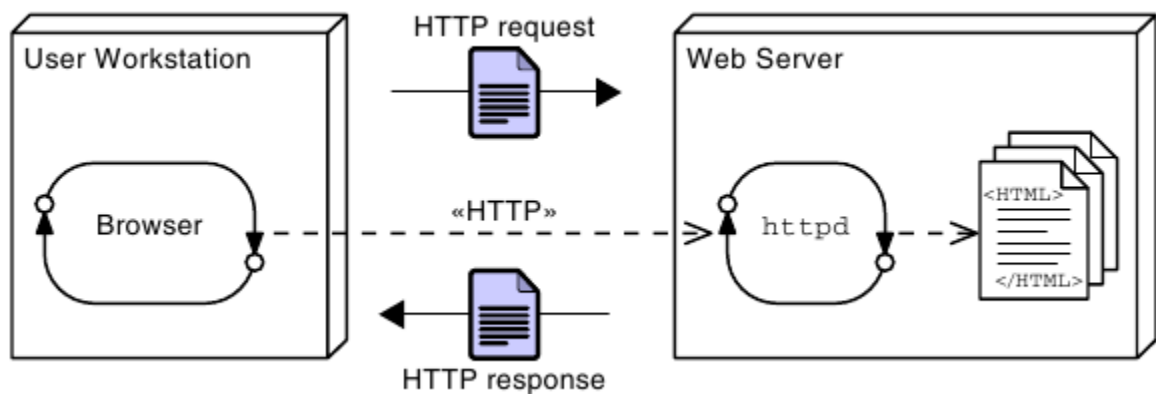 HTTP request
User Workstation
Web Server
<HTML>
Browser
«HTTP»
httpd
</HTML>
HTTP response